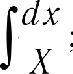 ∫ dx / X ;